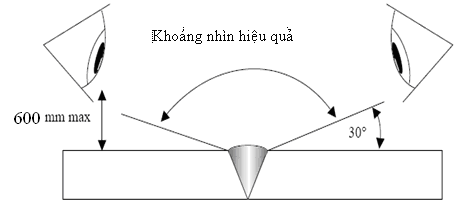 Khoảng nhìn hiệu quả
600 mm max
30°